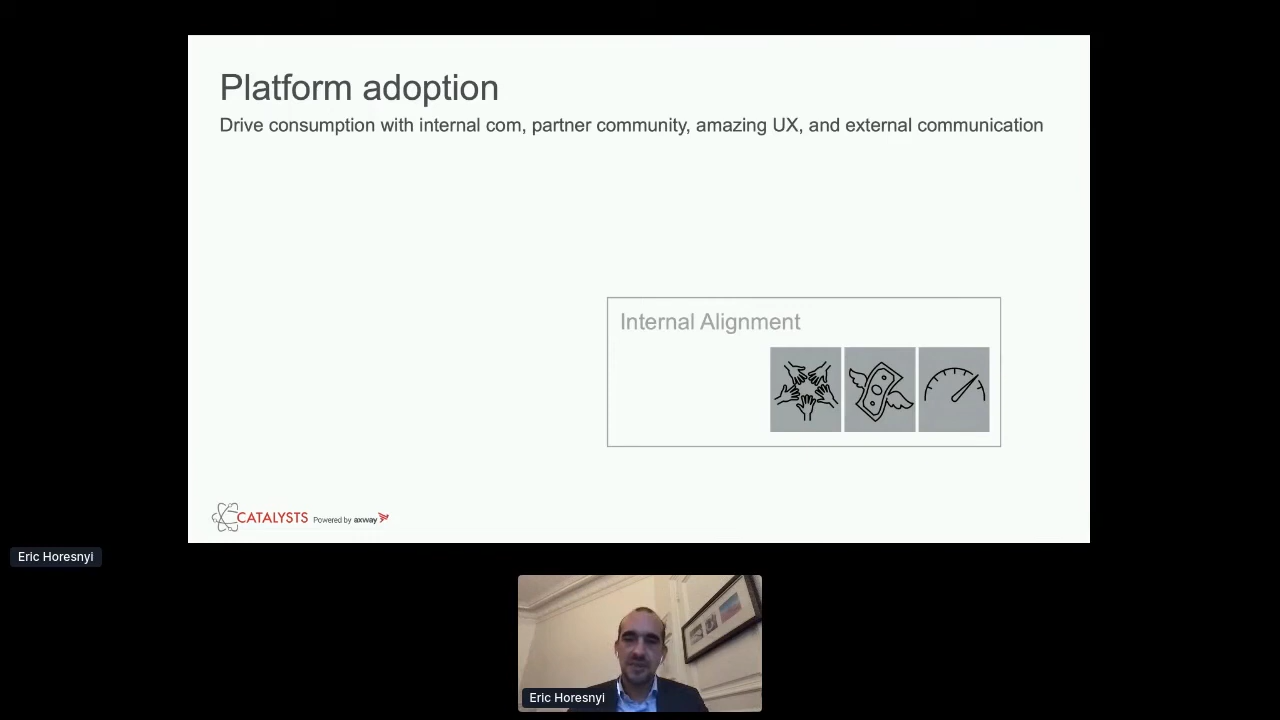 Platform adoption
Drive consumption with internal com, partner community, amazing UX, and external communication
Internal Alignment
CATALYSTS Powered by axway
Eric Horesnyi
Eric Horesnyi